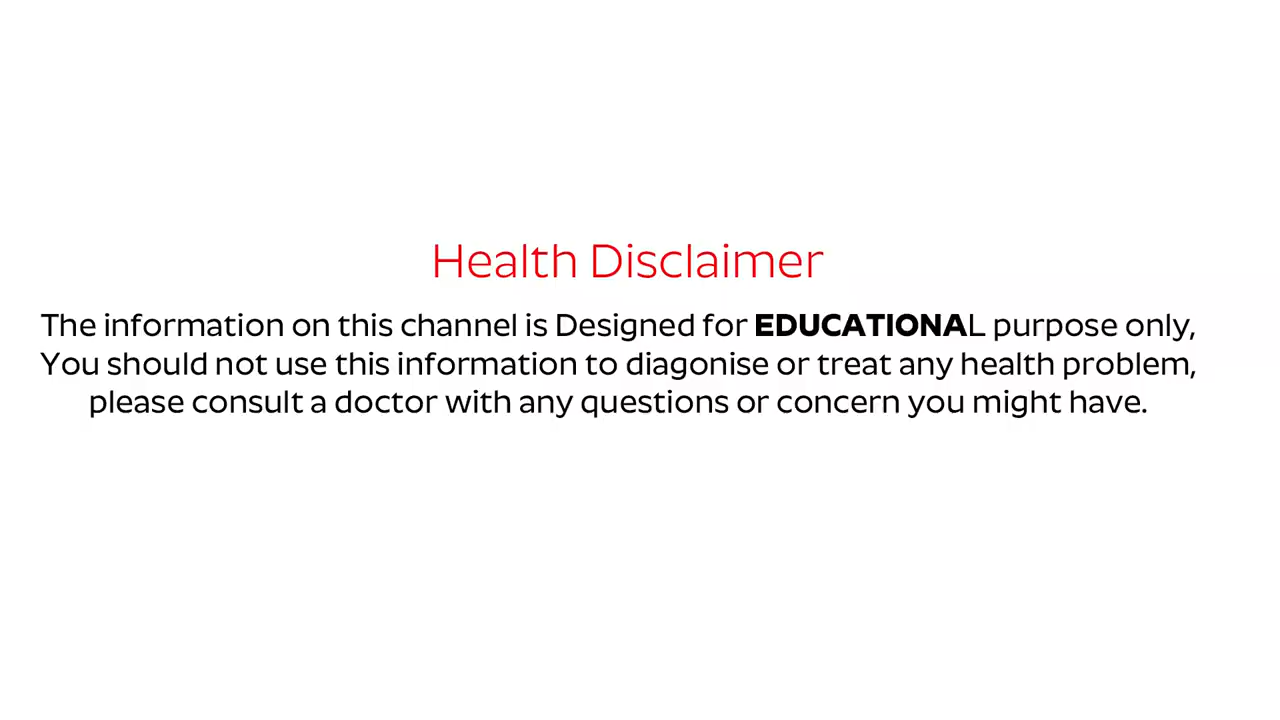 Health Disclaimer
The information on this channel is Designed for EDUCATIONAL purpose only,
You should not use this information to diagonise or treat any health problem,
please consult a doctor with any questions or concern you might have.